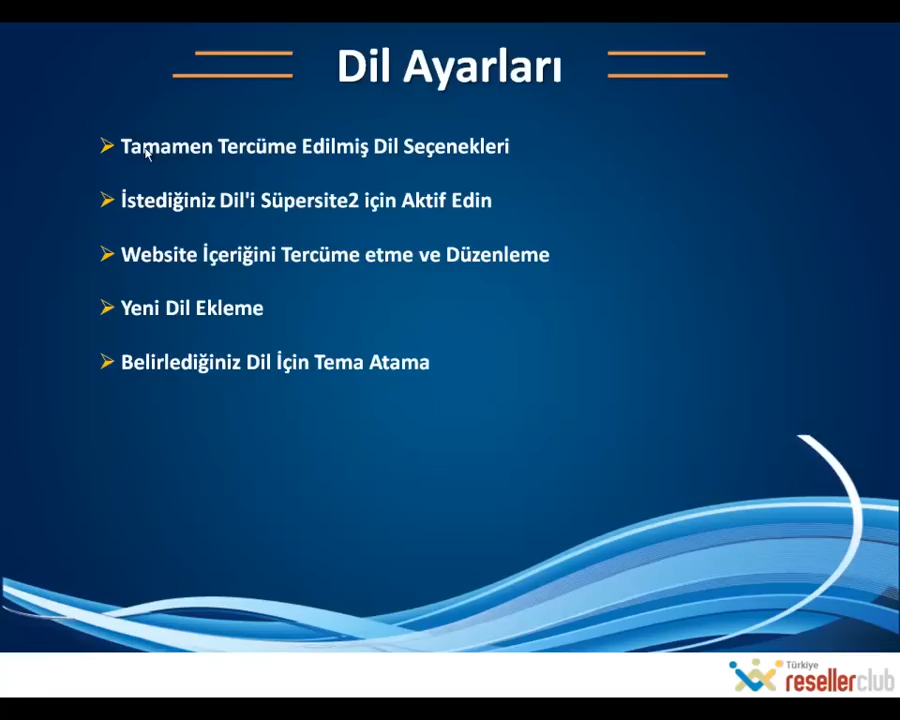 Dil Ayarları
Tamamen Tercüme Edilmiş Dil Seçenekleri
İstediğiniz Dil'i Süpersite2 için Aktif Edin
Website İçeriğini Tercüme etme ve Düzenleme
Yeni Dil Ekleme
Belirlediğiniz Dil İçin Tema Atama
Türkiye
resellerclub